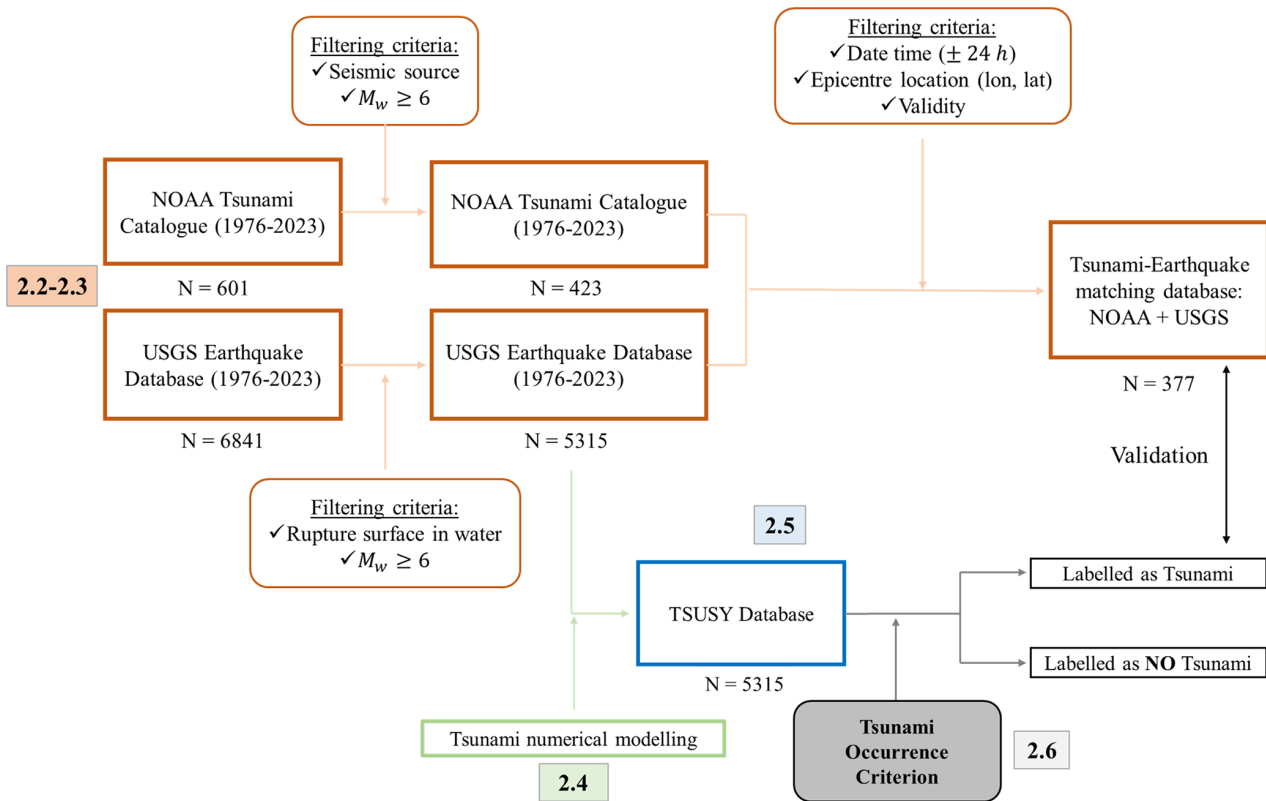 Filtering criteria:
✓Seismic source
✓𝑀𝑤 ≥ 6
Filtering criteria:
✓Date time (± 24 ℎ)
✓Epicentre location (lon, lat)
✓Validity
NOAA Tsunami
Catalogue (1976-2023)
N = 601
NOAA Tsunami Catalogue
(1976-2023)
N = 423
Tsunami-Earthquake
matching database:
NOAA + USGS
N = 377
2.2-2.3
USGS Earthquake
Database (1976-2023)
N = 6841
USGS Earthquake Database
(1976-2023)
N = 5315
Filtering criteria:
✓Rupture surface in water
✓𝑀𝑤 ≥ 6
Validation
2.5
TSUSY Database
N = 5315
Labelled as Tsunami
Labelled as NO Tsunami
Tsunami numerical modelling
2.4
Tsunami
Occurrence
Criterion
2.6